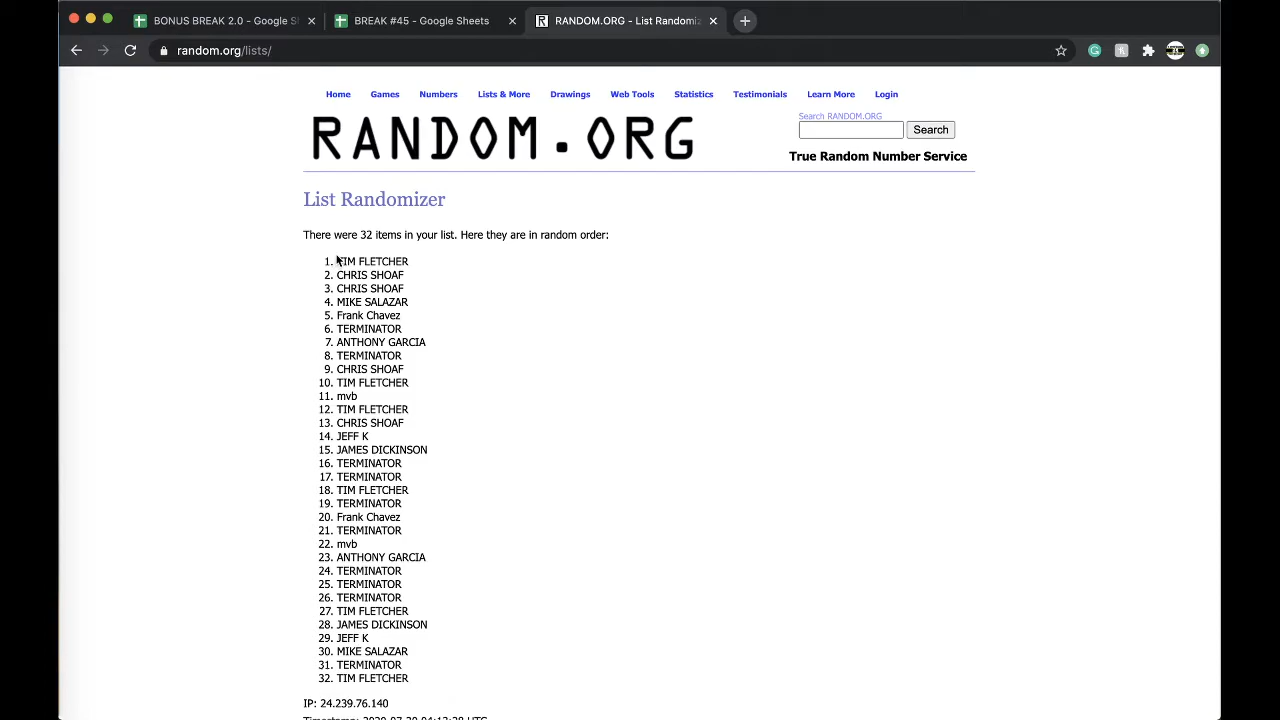 BONUS BREAK 2.0 - Google S
BREAK #45 - Google Sheets
RANDOM.ORG - List Randomiz
random.org/lists/
Home Games Numbers Lists & More Drawings Web Tools Statistics Testimonials Learn More Login
RANDOM.ORG
Search RANDOM.ORG
Search
True Random Number Service
List Randomizer
There were 32 items in your list. Here they are in random order:
1. TIM FLETCHER
2. CHRIS SHOAF
3. CHRIS SHOAF
4. MIKE SALAZAR
5. Frank Chavez
6. TERMINATOR
7. ANTHONY GARCIA
8. TERMINATOR
9. CHRIS SHOAF
10. TIM FLETCHER
11. mvb
12. TIM FLETCHER
13. CHRIS SHOAF
14. JEFF K
15. JAMES DICKINSON
16. TERMINATOR
17. TERMINATOR
18. TIM FLETCHER
19. TERMINATOR
20. Frank Chavez
21. TERMINATOR
22. mvb
23. ANTHONY GARCIA
24. TERMINATOR
25. TERMINATOR
26. TERMINATOR
27. TIM FLETCHER
28. JAMES DICKINSON
29. JEFF K
30. MIKE SALAZAR
31. TERMINATOR
32. TIM FLETCHER
IP: 24.239.76.140